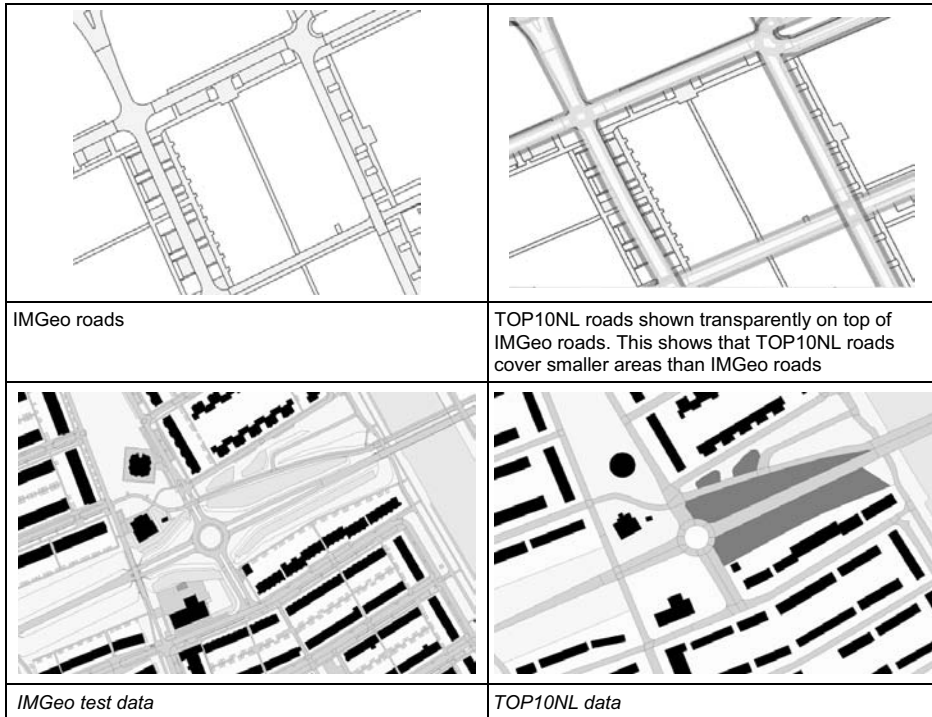 IMGeo roads
TOP10NL roads shown transparently on top of
IMGeo roads. This shows that TOP10NL roads
cover smaller areas than IMGeo roads
IMGeo test data
TOP10NL data